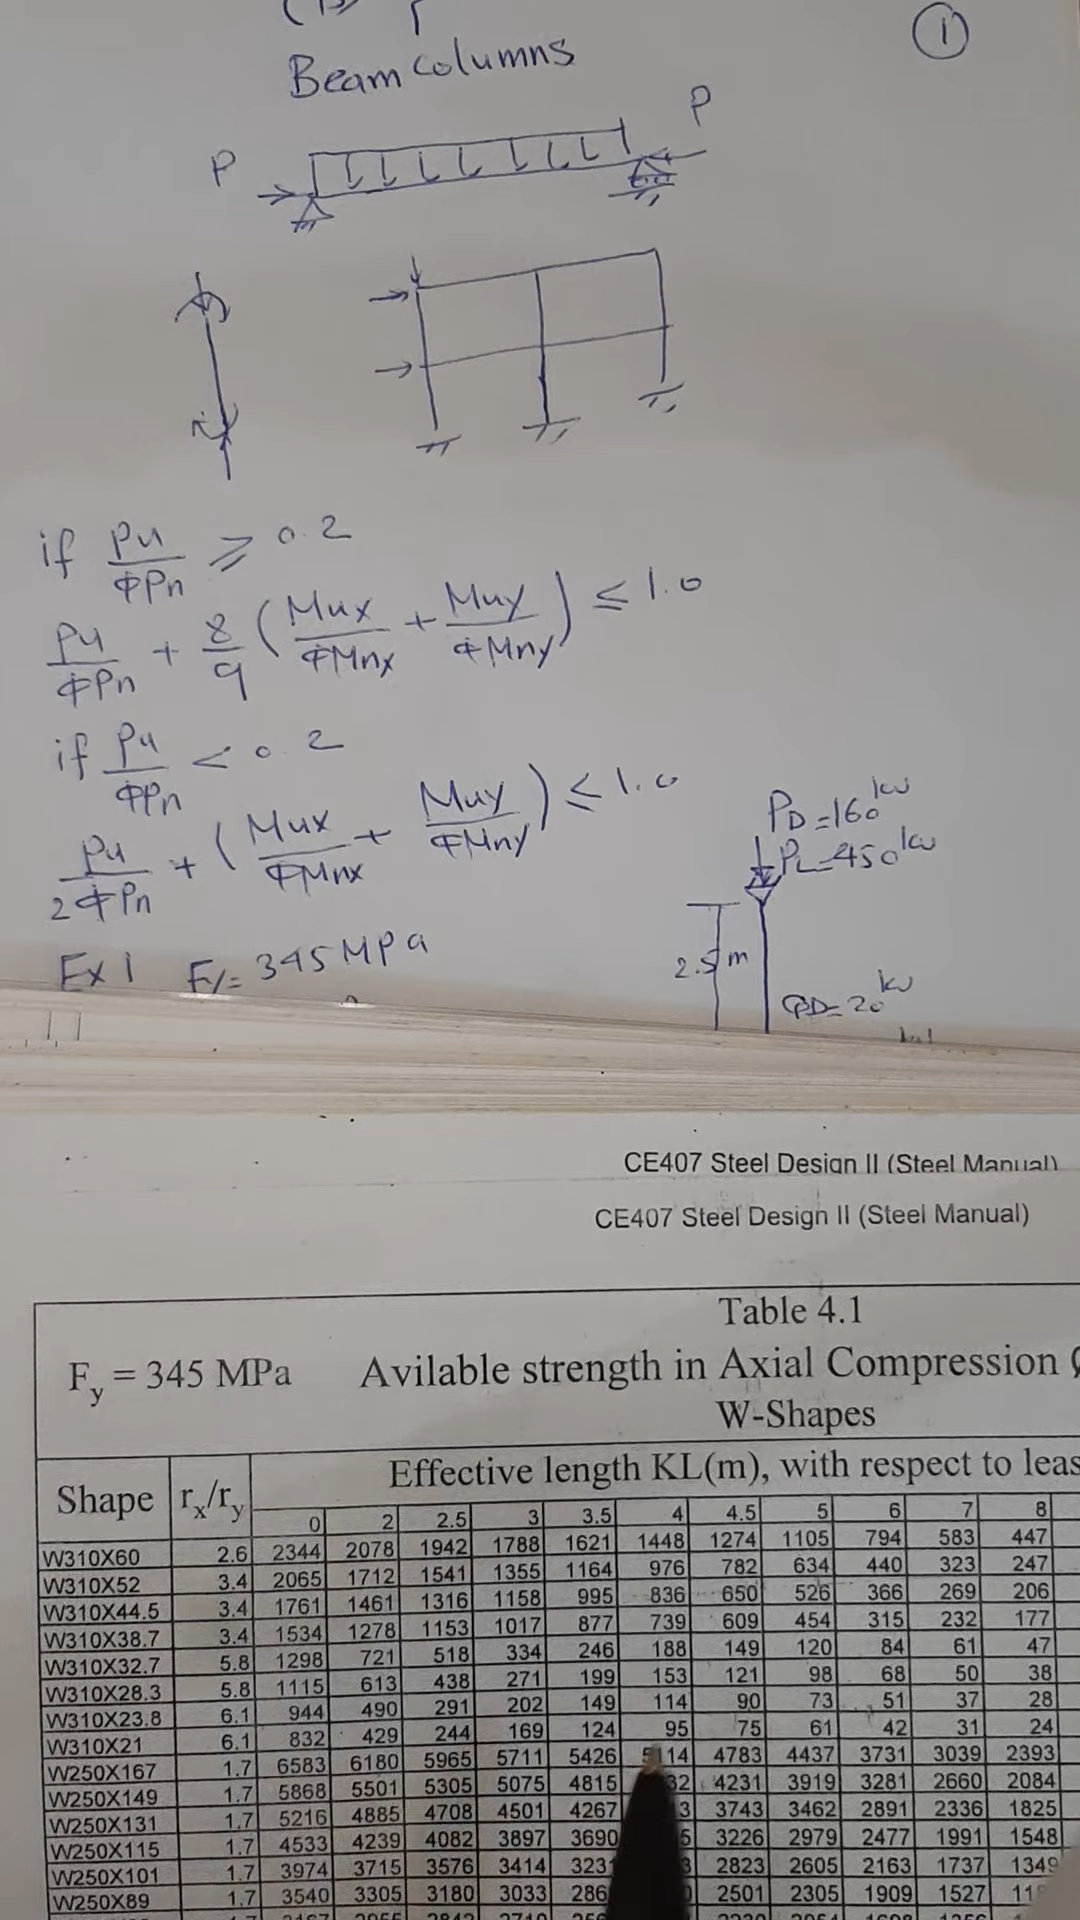 ①
Beam columns
P P
if Pu/ΦPn ≥ 0.2
Pu/ΦPn + 8/9 (Mux/ΦMnx + Muy/ΦMny) ≤ 1.0
if Pu/ΦPn < 0.2
Pu/2ΦPn + (Mux/ΦMnx + Muy/ΦMny) ≤ 1.0
PD=160
PL=450
2.5 m
Ex 1 Fy= 345 MPa
QD=20
CE407 Steel Design II (Steel Manual)
CE407 Steel Design II (Steel Manual)
Table 4.1
Fy = 345 MPa Avilable strength in Axial Compression
W-Shapes
Shape rx/ry Effective length KL(m), with respect to leas
0 2 2.5 3 3.5 4 4.5 5 6 7 8
W310X60 2.6 2344 2078 1942 1788 1621 1448 1274 1105 794 583 447
W310X52 3.4 2065 1712 1541 1355 1164 976 782 634 440 323 247
W310X44.5 3.4 1761 1461 1316 1158 995 836 650 526 366 269 206
W310X38.7 3.4 1534 1278 1153 1017 877 739 609 454 315 232 177
W310X32.7 5.8 1298 721 518 334 246 188 149 120 84 61 47
W310X28.3 5.8 1115 613 438 271 199 153 121 98 68 50 38
W310X23.8 6.1 944 490 291 202 149 114 90 73 51 37 28
W310X21 6.1 832 429 244 169 124 95 75 61 42 31 24
W250X167 1.7 6583 6180 5965 5711 5426 5114 4783 4437 3731 3039 2393
W250X149 1.7 5868 5501 5305 5075 4815 32 4231 3919 3281 2660 2084
W250X131 1.7 5216 4885 4708 4501 4267 3 3743 3462 2891 2336 1825
W250X115 1.7 4533 4239 4082 3897 3690 5 3226 2979 2477 1991 1548
W250X101 1.7 3974 3715 3576 3414 323 2823 2605 2163 1737 1349
W250X89 1.7 3540 3305 3180 3033 286 2501 2305 1909 1527 11